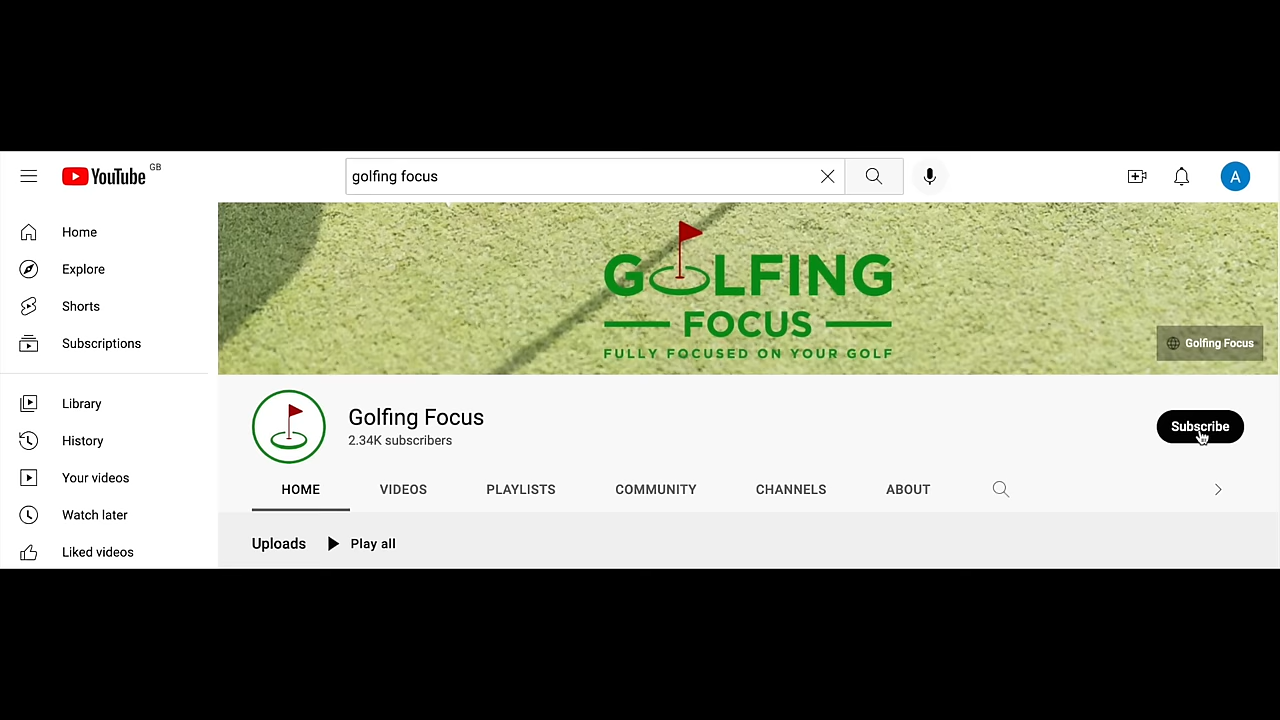 YouTube GB
golfing focus
A
Home
Explore
Shorts
Subscriptions
Library
History
Your videos
Watch later
Liked videos
GOLFING
FOCUS
FULLY FOCUSED ON YOUR GOLF
Golfing Focus
Golfing Focus
2.34K subscribers
Subscribe
HOME VIDEOS PLAYLISTS COMMUNITY CHANNELS ABOUT
Uploads Play all